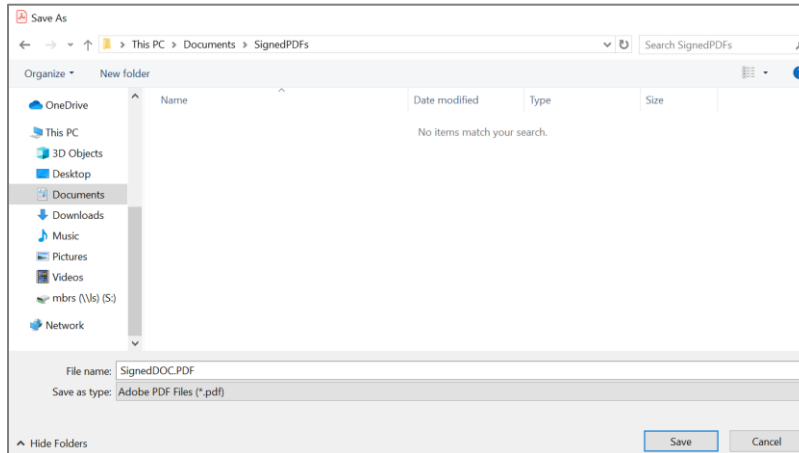 Save As
This PC > Documents > SignedPDFs
Search SignedPDFs
Organize
New folder
Name
Date modified
Type
Size
No items match your search.
OneDrive
This PC
3D Objects
Desktop
Documents
Downloads
Music
Pictures
Videos
mbrs (\\ls) (S:)
Network
File name: SignedDOC.PDF
Save as type: Adobe PDF Files (*.pdf)
Hide Folders
Save
Cancel